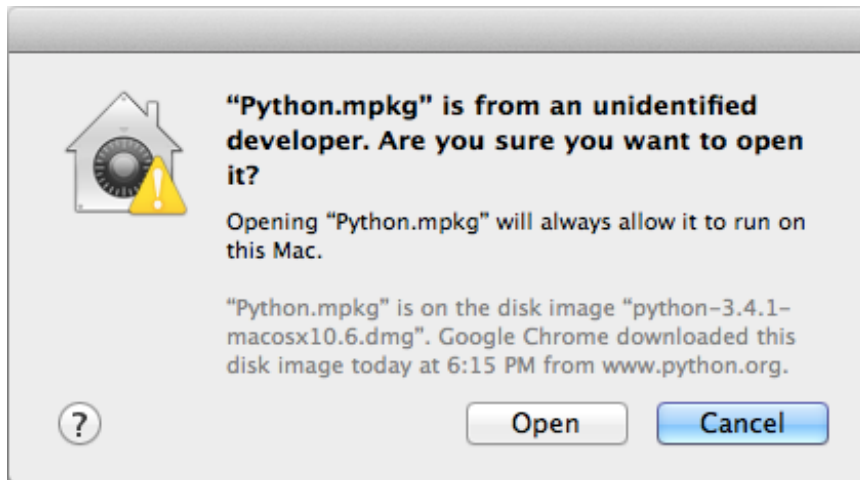 “Python.mpkg” is from an unidentified
developer. Are you sure you want to open
it?
Opening “Python.mpkg” will always allow it to run on
this Mac.
“Python.mpkg” is on the disk image “python-3.4.1-
macosx10.6.dmg”. Google Chrome downloaded this
disk image today at 6:15 PM from www.python.org.
? Open Cancel